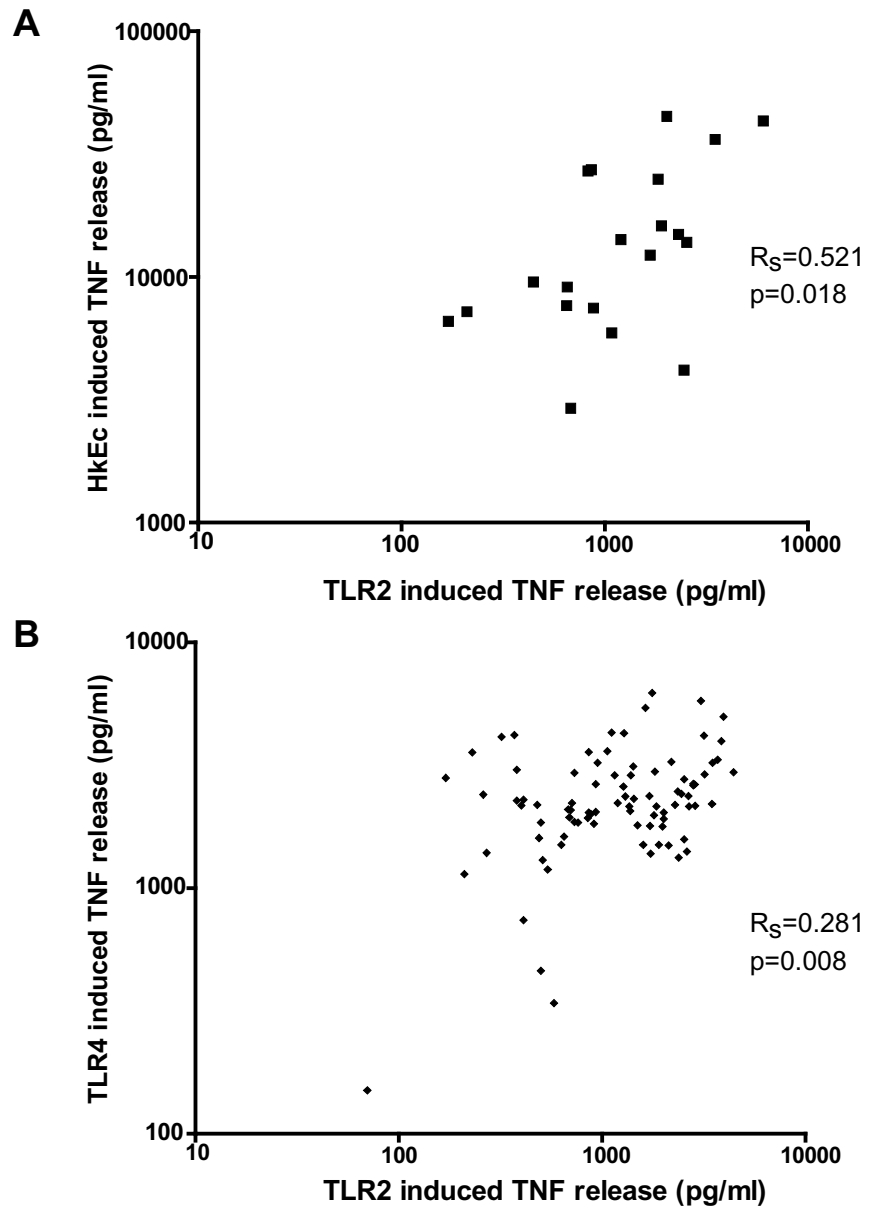 A
100000
10000
1000
HkEc induced TNF release (pg/ml)
RS=0.521
p=0.018
10
100
1000
10000
TLR2 induced TNF release (pg/ml)
B
10000
1000
100
TLR4 induced TNF release (pg/ml)
RS=0.281
p=0.008
10
100
1000
10000
TLR2 induced TNF release (pg/ml)